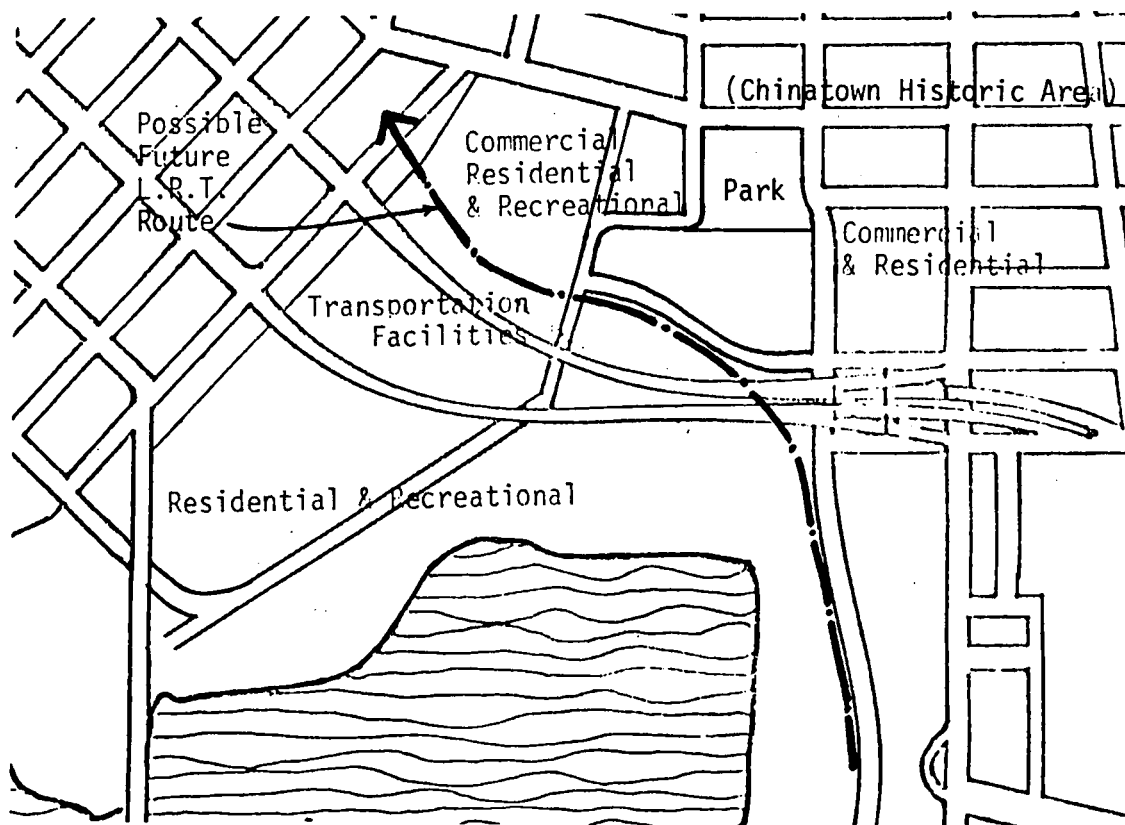 (Chinatown Historic Area)
Possible
Future
L.R.T.
Route
Commercial
Residential
& Recreational
Park
Commercial
& Residential
Transportation
Facilities
Residential & Recreational